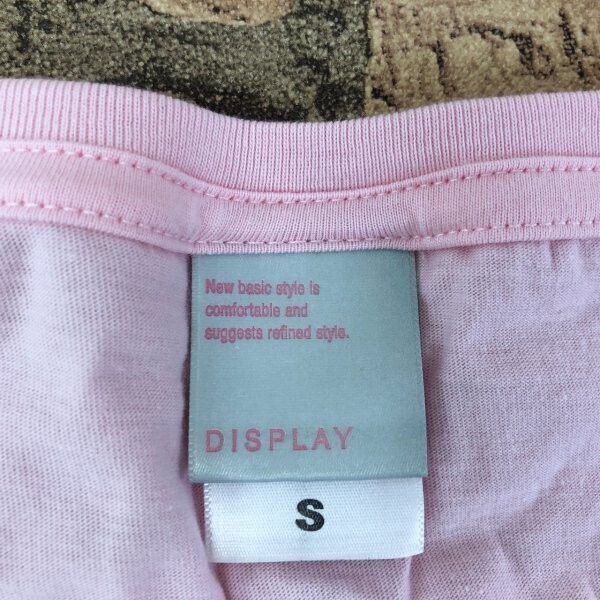 New basic style is
comfortable and
suggests refined style.
DISPLAY
S